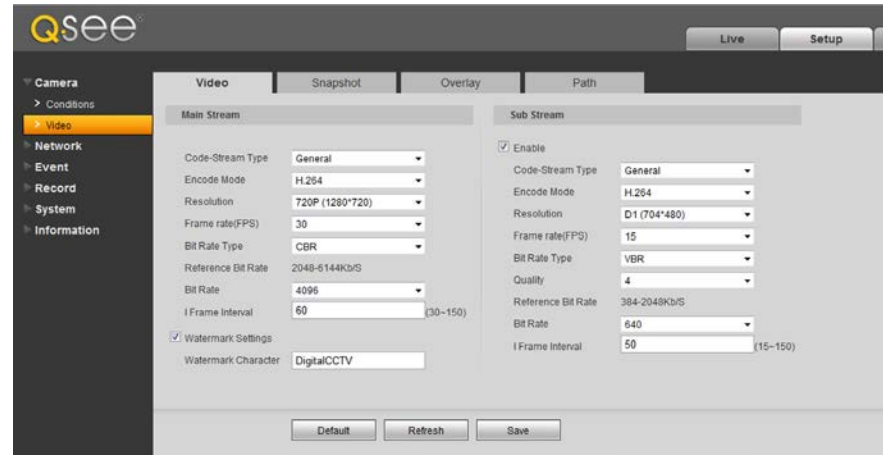 Qsee®
Live
Setup
Camera
> Conditions
> Video
Network
Event
Record
System
Information
Video
Snapshot
Overlay
Path
Main Stream
Code-Stream Type
General
Encode Mode
H.264
Resolution
720P (1280*720)
Frame rate(FPS)
30
Bit Rate Type
CBR
Reference Bit Rate
2048-6144Kb/S
Bit Rate
4096
I Frame Interval
60
(30~150)
Watermark Settings
Watermark Character
DigitalCCTV
Sub Stream
Enable
Code-Stream Type
General
Encode Mode
H.264
Resolution
D1 (704*480)
Frame rate(FPS)
15
Bit Rate Type
VBR
Quality
4
Reference Bit Rate
384-2048Kb/S
Bit Rate
640
I Frame Interval
50
(15~150)
Default
Refresh
Save